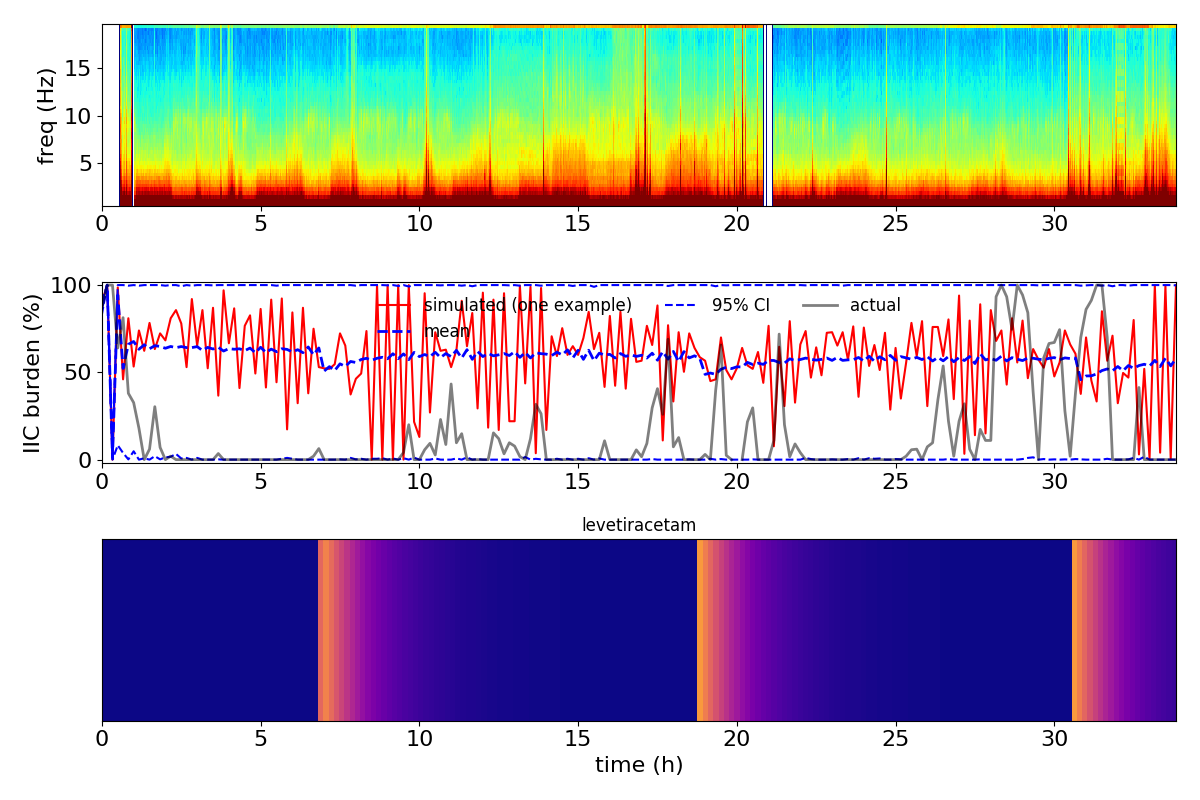 freq (Hz)
15
10
5
0 5 10 15 20 25 30
IIC burden (%)
100
50
0
simulated (one example) 95% CI actual
mean
0 5 10 15 20 25 30
levetiracetam
0 5 10 15 20 25 30
time (h)